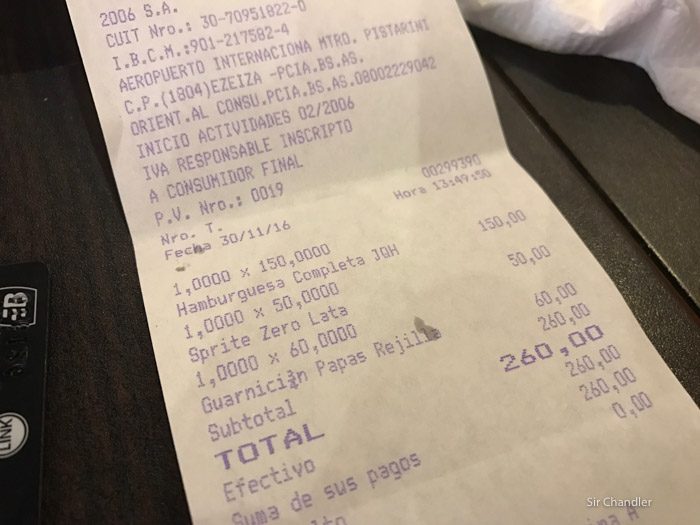 2006 S.A.
CUIT Nro.: 30-70951822-0
I.B.C.M.:901-217582-4
AEROPUERTO INTERNACIONA MTRO. PISTARINI
C.P.(1804)EZEIZA -PCIA.BS.AS.
ORIENT.AL CONSU.PCIA.BS.AS.08002229042
INICIO ACTIVIDADES 02/2006
IVA RESPONSABLE INSCRIPTO
A CONSUMIDOR FINAL
P.V. Nro.: 0019
Nro. T. 00299390
Fecha 30/11/16 Hora 13:49:50
1,0000 x 150,0000
Hamburguesa Completa JQH 150,00
1,0000 x 50,0000
Sprite Zero Lata 50,00
1,0000 x 60,0000
Guarnición Papas Rejilla 60,00
Subtotal 260,00
TOTAL 260,00
Efectivo 260,00
Suma de sus pagos 260,00
0,00
LINK
Sir Chandler